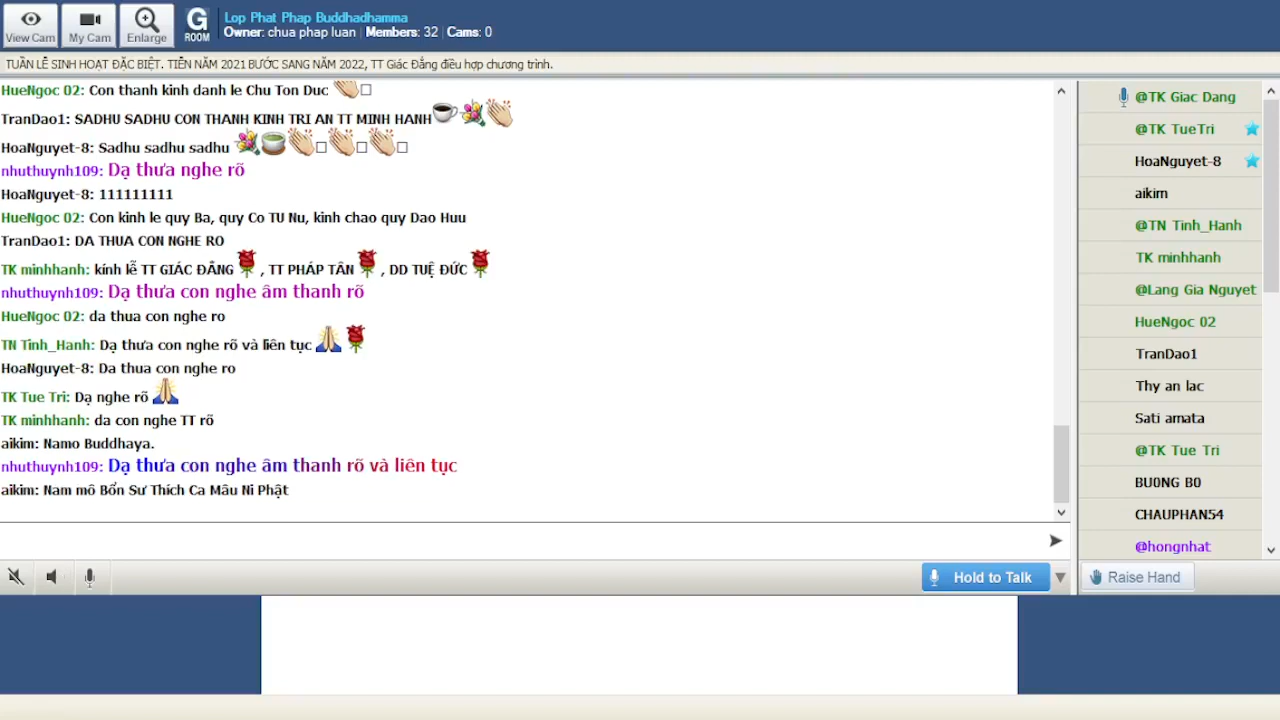 View Cam
My Cam
Enlarge
G
ROOM
Lop Phat Phap Buddhadhamma
Owner: chua phap luan | Members: 32 | Cams: 0
TUẦN LỄ SINH HOẠT ĐẶC BIỆT. TIỄN NĂM 2021 BƯỚC SANG NĂM 2022, TT Giác Đẳng điều hợp chương trình.
HueNgoc 02: Con thanh kinh danh le Chu Ton Duc
TranDao1: SADHU SADHU CON THANH KINH TRI AN TT MINH HANH
HoaNguyet-8: Sadhu sadhu sadhu
nhuthuynh109: Dạ thưa nghe rõ
HoaNguyet-8: 111111111
HueNgoc 02: Con kinh le quy Ba, quy Co TU Nu, kinh chao quy Dao Huu
TranDao1: DA THUA CON NGHE RO
TK minhhanh: kính lễ TT GIÁC ĐẲNG , TT PHÁP TÂN , DD TUỆ ĐỨC
nhuthuynh109: Dạ thưa con nghe âm thanh rõ
HueNgoc 02: da thua con nghe ro
TN Tinh_Hanh: Dạ thưa con nghe rõ và liên tục
HoaNguyet-8: Da thua con nghe ro
TK Tue Tri: Dạ nghe rõ
TK minhhanh: da con nghe TT rõ
aikim: Namo Buddhaya.
nhuthuynh109: Dạ thưa con nghe âm thanh rõ và liên tục
aikim: Nam mô Bổn Sư Thích Ca Mâu Ni Phật
Hold to Talk
@TK Giac Dang
@TK TueTri
HoaNguyet-8
aikim
@TN Tinh_Hanh
TK minhhanh
@Lang Gia Nguyet
HueNgoc 02
TranDao1
Thy an lac
Sati amata
@TK Tue Tri
BU0NG B0
CHAUPHAN54
@hongnhat
Raise Hand